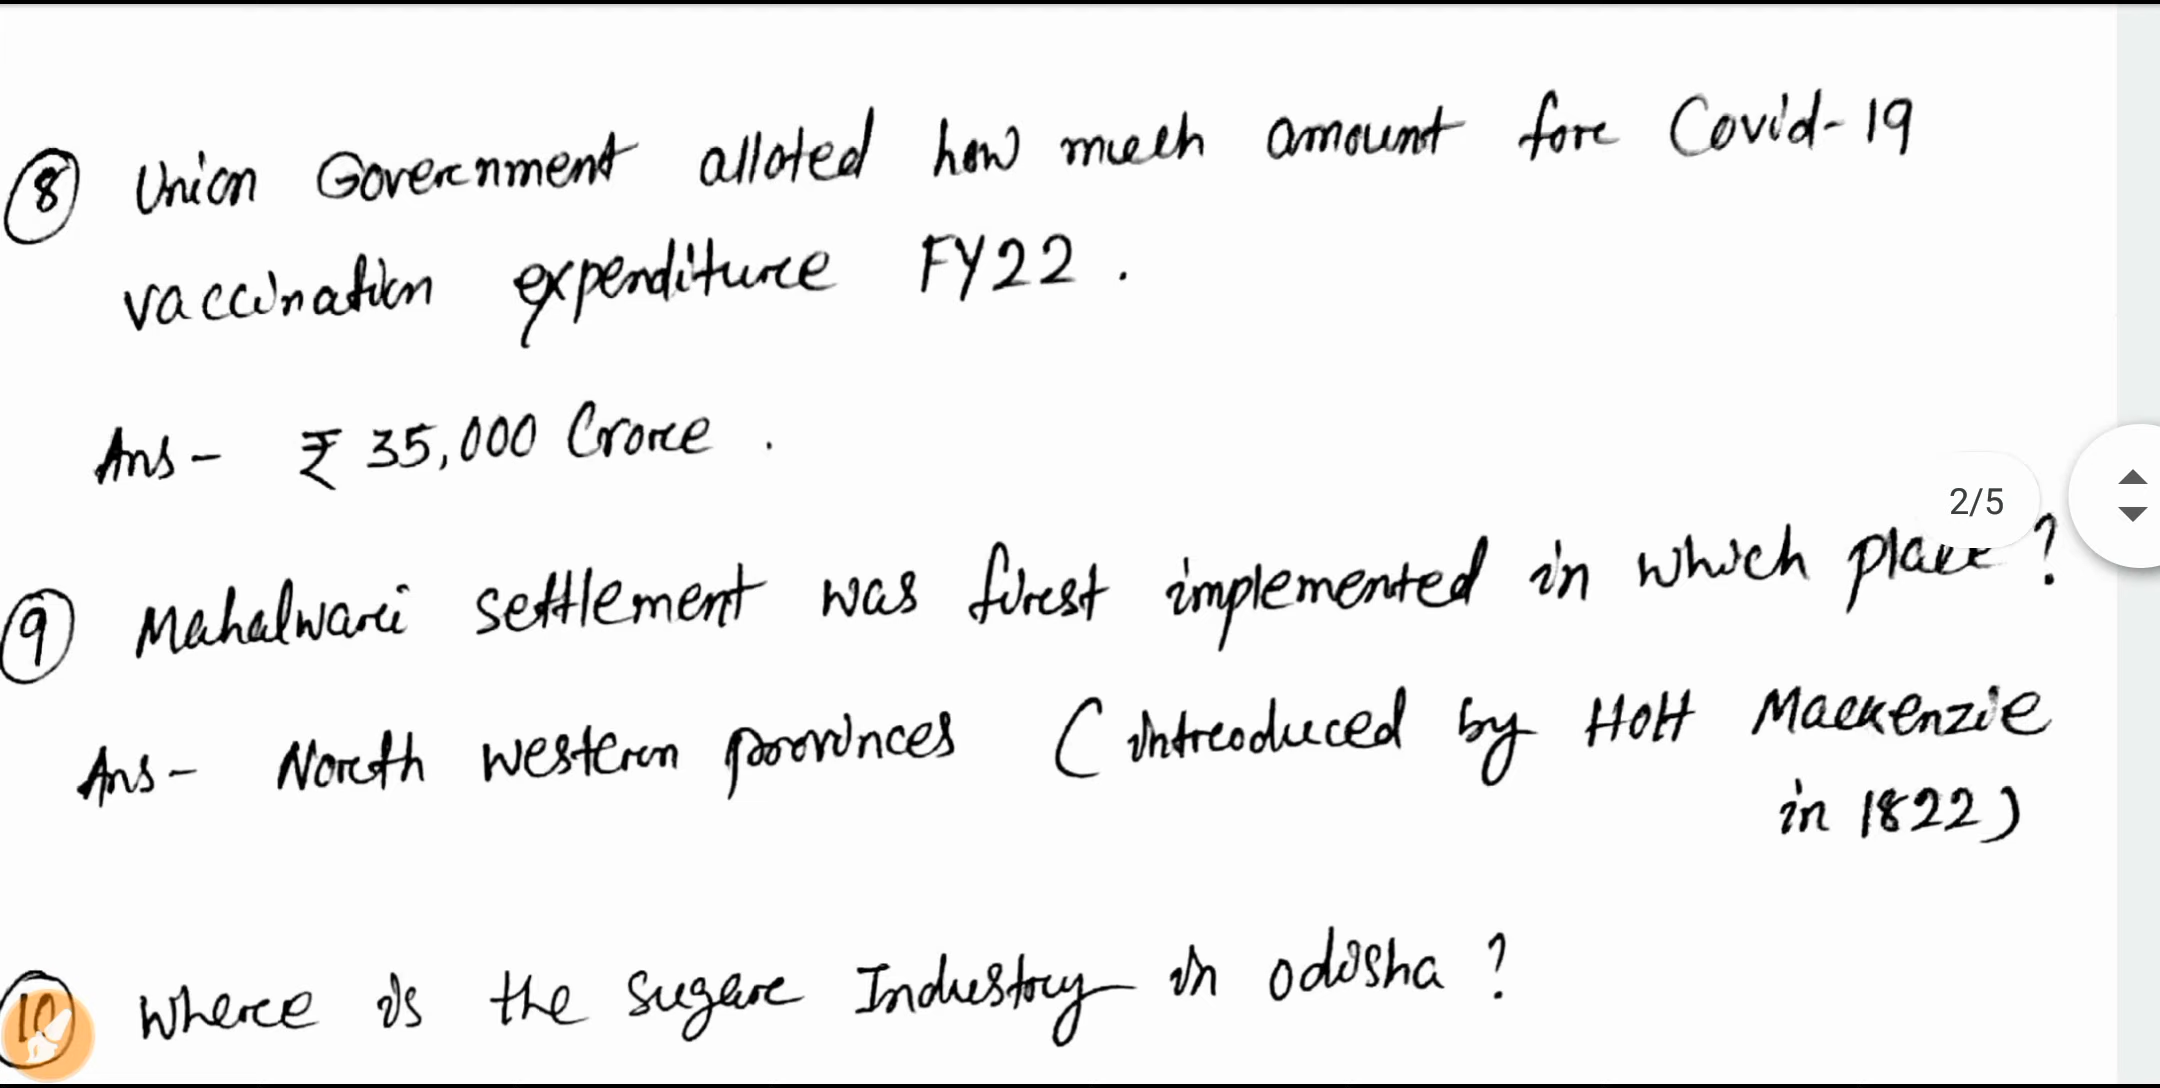 8 Union Government alloted how much amount for Covid-19
vaccination expenditure FY22.
Ans - ₹ 35,000 Crore.
2/5
9 Mahalwari settlement was first implemented in which place?
Ans - North western provinces (introduced by Holt Mackenzie
in 1822)
10 Where is the sugar Industry in odisha?